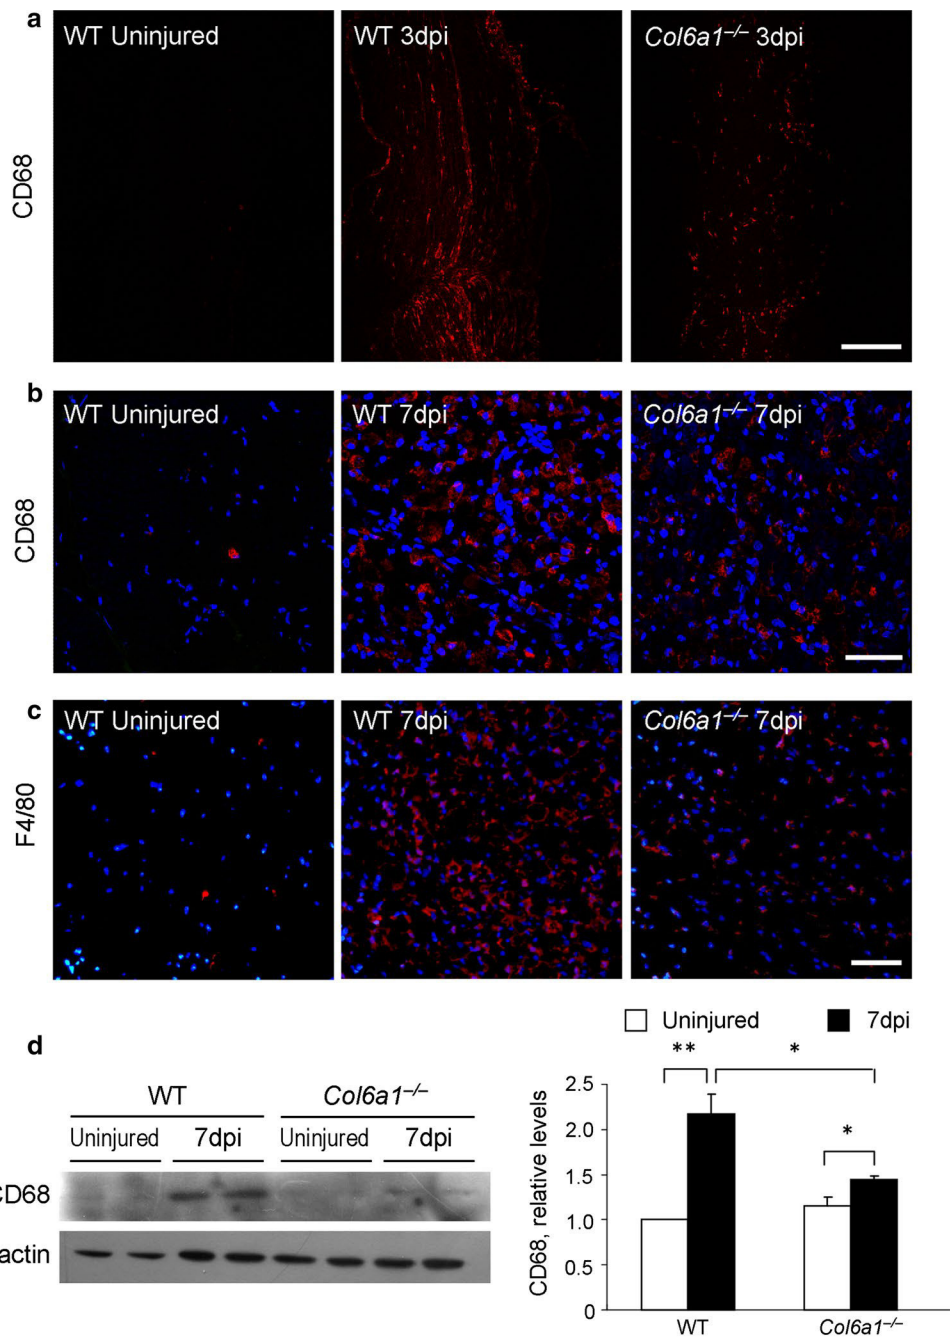 a
WT Uninjured
WT 3dpi
Col6a1–/– 3dpi
CD68
b
WT Uninjured
WT 7dpi
Col6a1–/– 7dpi
CD68
c
WT Uninjured
WT 7dpi
Col6a1–/– 7dpi
F4/80
d
WT
Col6a1–/–
Uninjured
7dpi
Uninjured
7dpi
CD68
actin
Uninjured
7dpi
**
*
*
CD68, relative levels
2.5
2.0
1.5
1.0
0.5
0
WT
Col6a1–/–